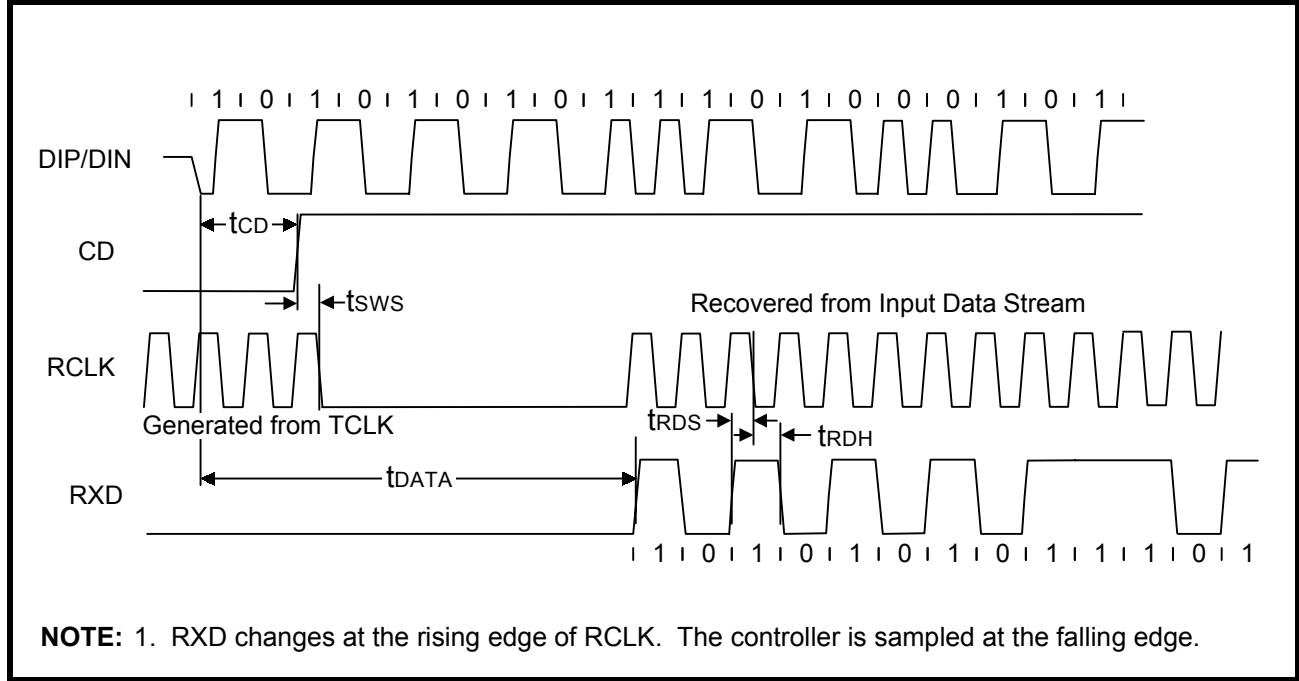 1 0 1 0 1 0 1 0 1 1 1 0 1 0 0 0 1 0 1
DIP/DIN
tCD
CD
tSWS
Recovered from Input Data Stream
RCLK
Generated from TCLK
tRDS
tRDH
tDATA
RXD
1 0 1 0 1 0 1 0 1 1 1 0 1
NOTE: 1. RXD changes at the rising edge of RCLK. The controller is sampled at the falling edge.